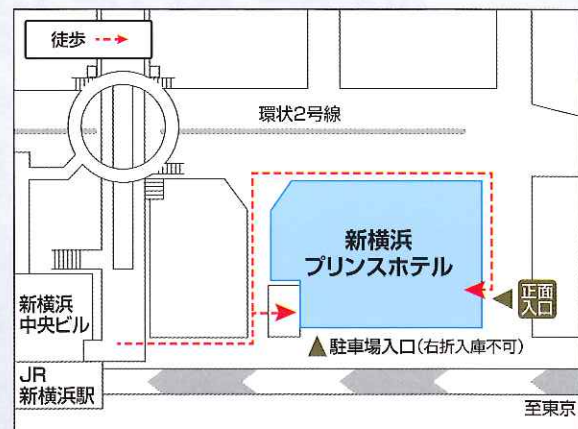 徒歩
環状2号線
新横浜
プリンスホテル
正面
入口
新横浜
中央ビル
駐車場入口(右折入庫不可)
JR
新横浜駅
至東京